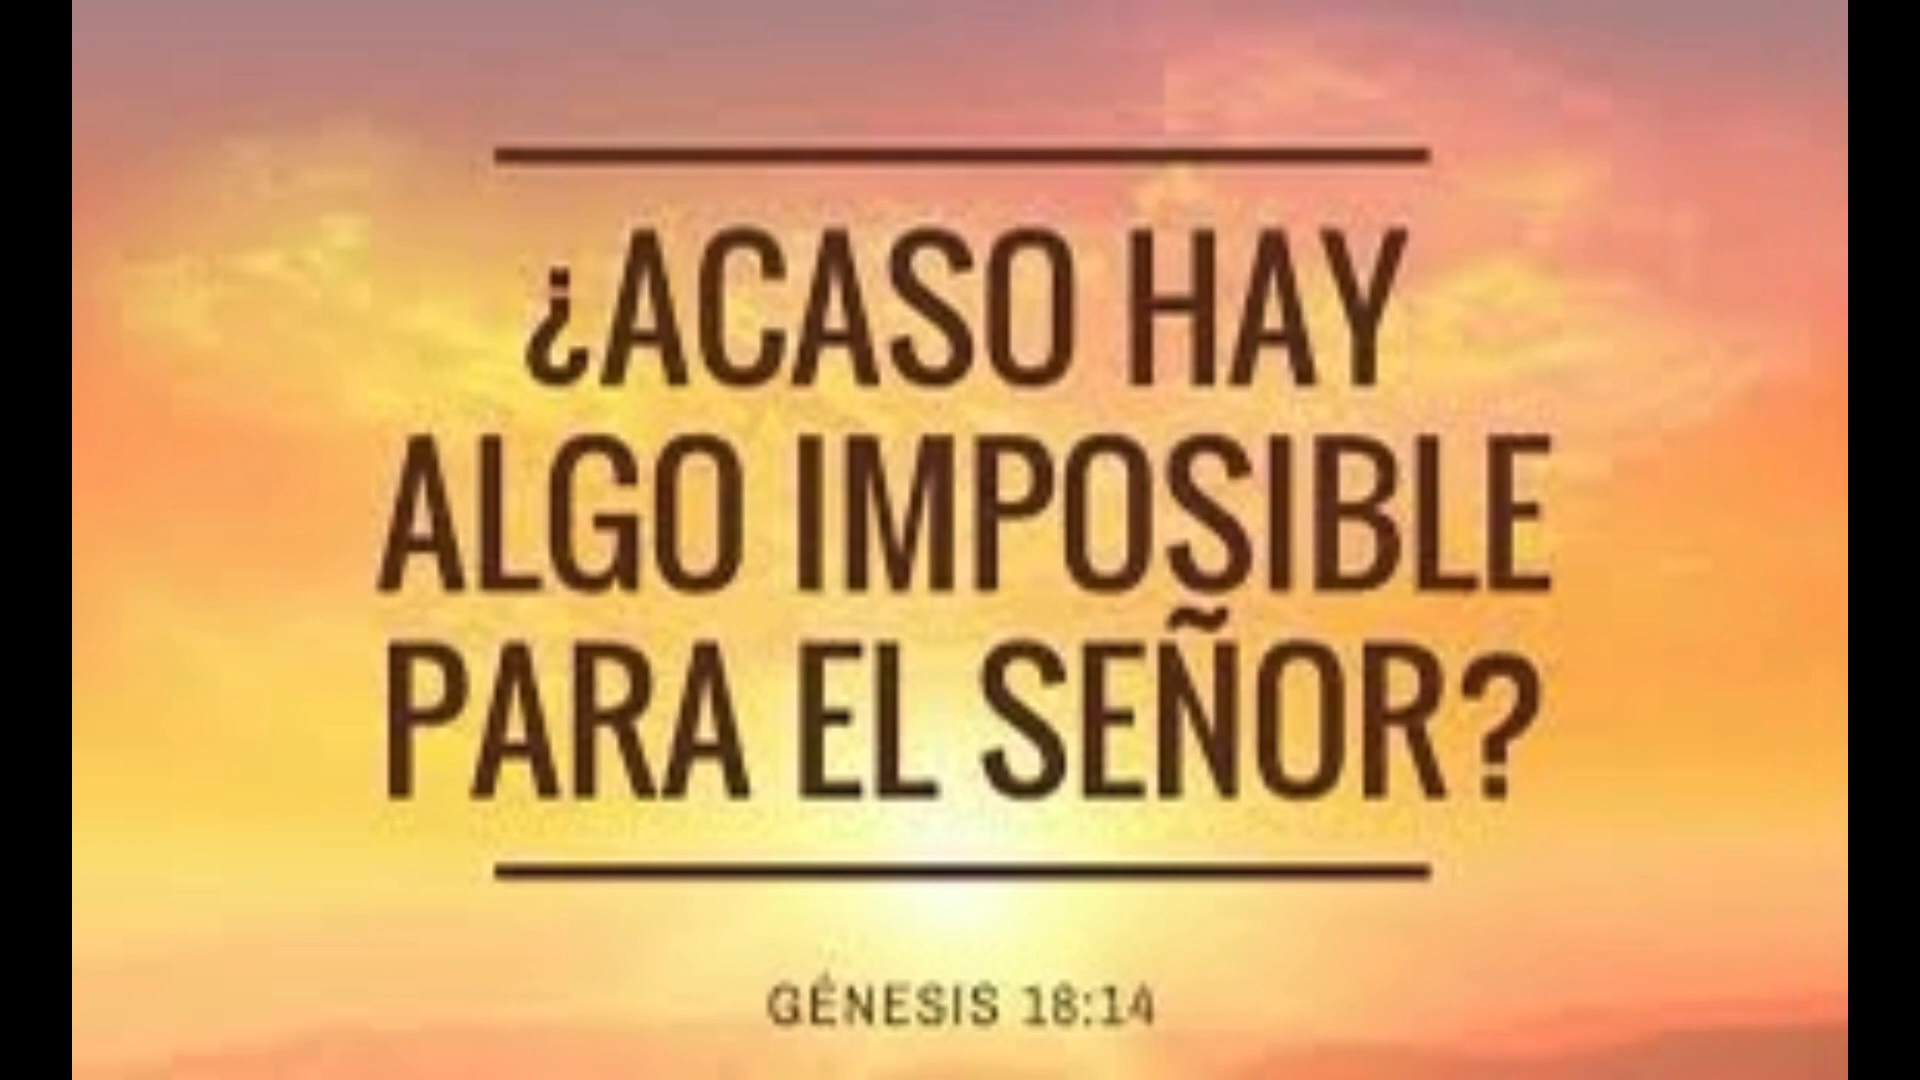 ¿ACASO HAY
ALGO IMPOSIBLE
PARA EL SEÑOR?
GÉNESIS 18:14